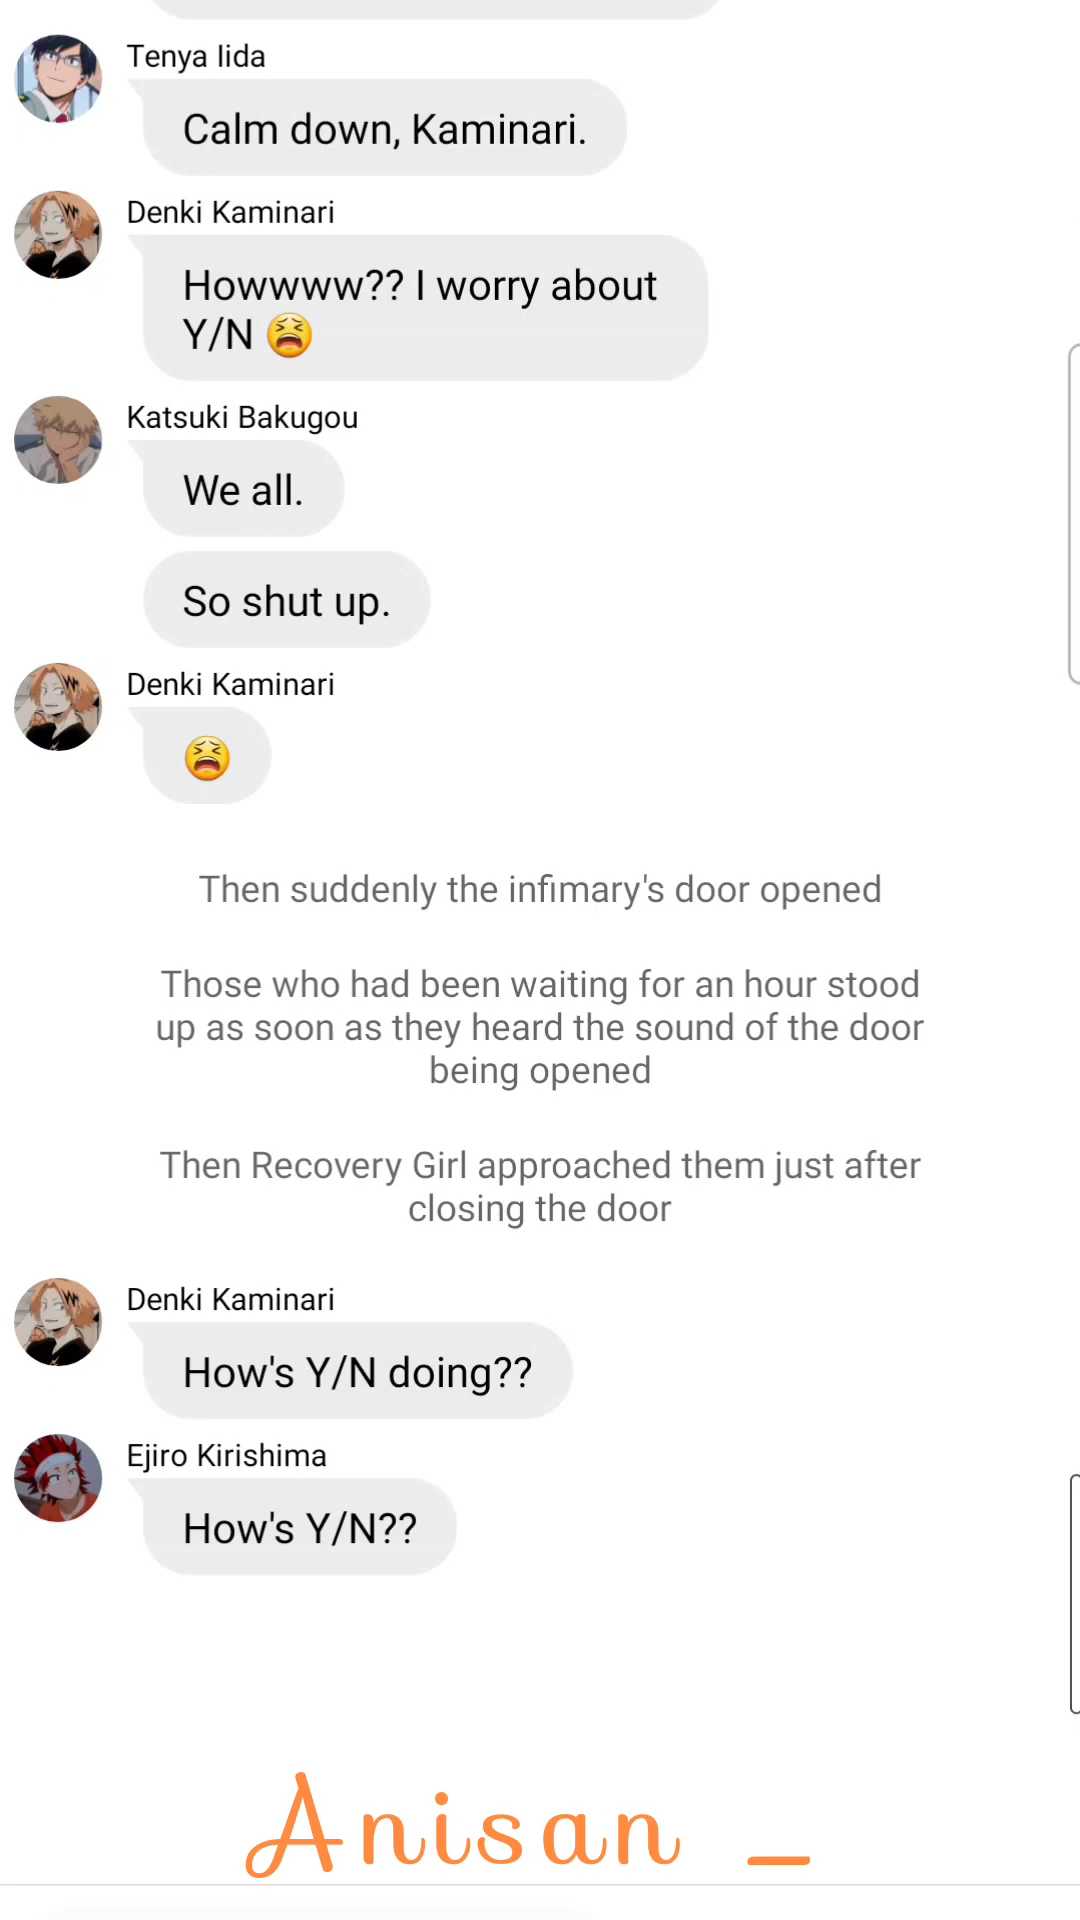 Tenya Iida
Calm down, Kaminari.
Denki Kaminari
Howwww?? I worry about
Y/N 😫
Katsuki Bakugou
We all.
So shut up.
Denki Kaminari
😫
Then suddenly the infimary's door opened
Those who had been waiting for an hour stood
up as soon as they heard the sound of the door
being opened
Then Recovery Girl approached them just after
closing the door
Denki Kaminari
How's Y/N doing??
Ejiro Kirishima
How's Y/N??
Anisan _